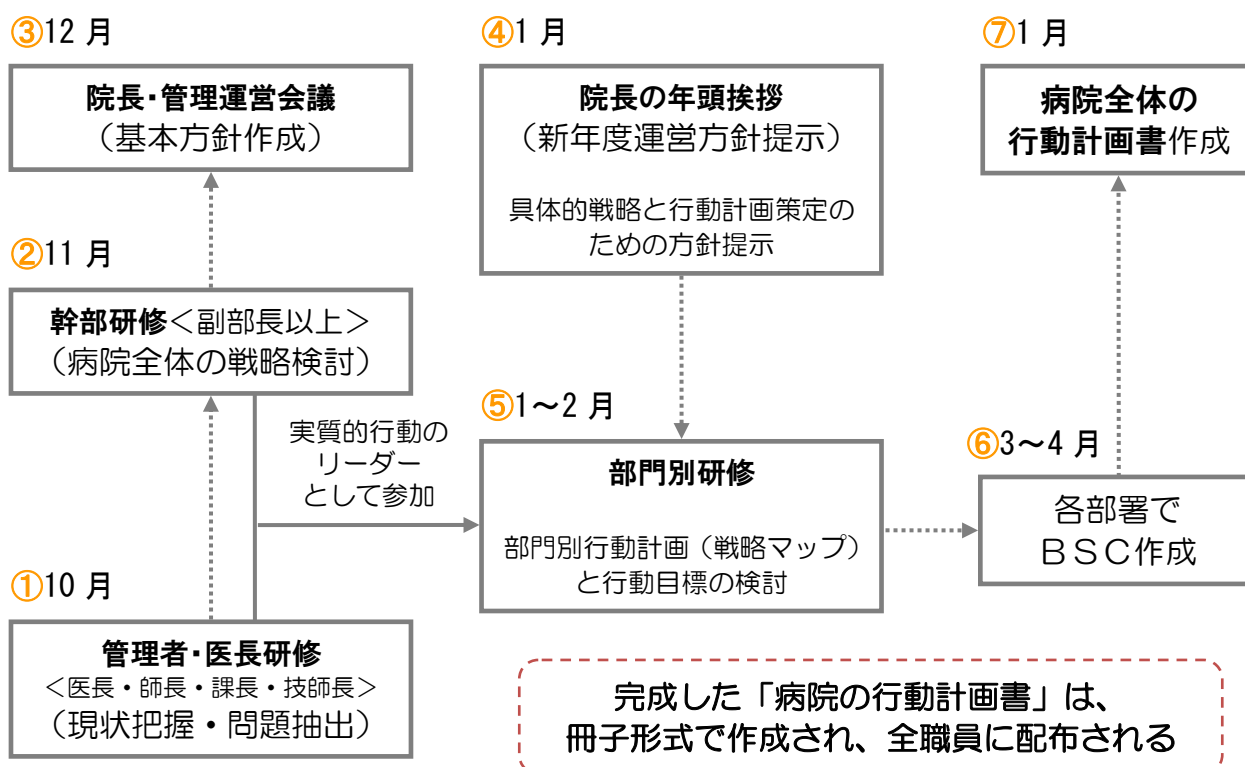 ③12 月
院長・管理運営会議
（基本方針作成）
②11 月
幹部研修＜副部長以上＞
（病院全体の戦略検討）
①10 月
管理者・医長研修
＜医長・師長・課長・技師長＞
（現状把握・問題抽出）
実質的行動の
リーダー
として参加
④1 月
院長の年頭挨拶
（新年度運営方針提示）
具体的戦略と行動計画策定の
ための方針提示
⑤1～2 月
部門別研修
部門別行動計画（戦略マップ）
と行動目標の検討
⑥3～4 月
各部署で
ＢＳＣ作成
⑦1 月
病院全体の
行動計画書作成
完成した「病院の行動計画書」は、
冊子形式で作成され、全職員に配布される